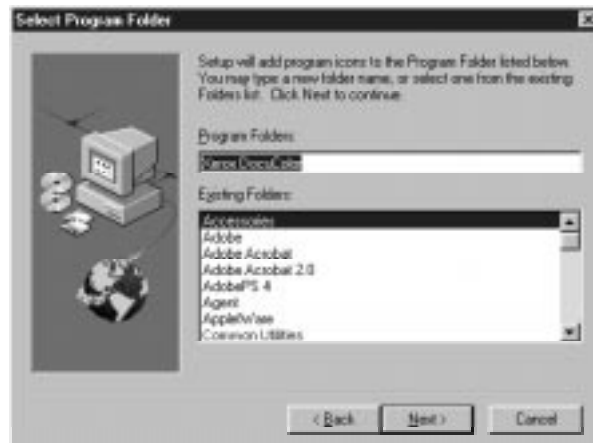 Select Program Folder
Setup will add program icons to the Program Folder listed below.
You may type a new folder name, or select one from the existing
Folders list. Click Next to continue.
Program Folders:
Xerox DocuColor
Existing Folders:
Accessories
Adobe
Adobe Acrobat
Adobe Acrobat 2.0
AdobePS 4
Agent
AppleWare
Common Utilities
< Back
Next >
Cancel